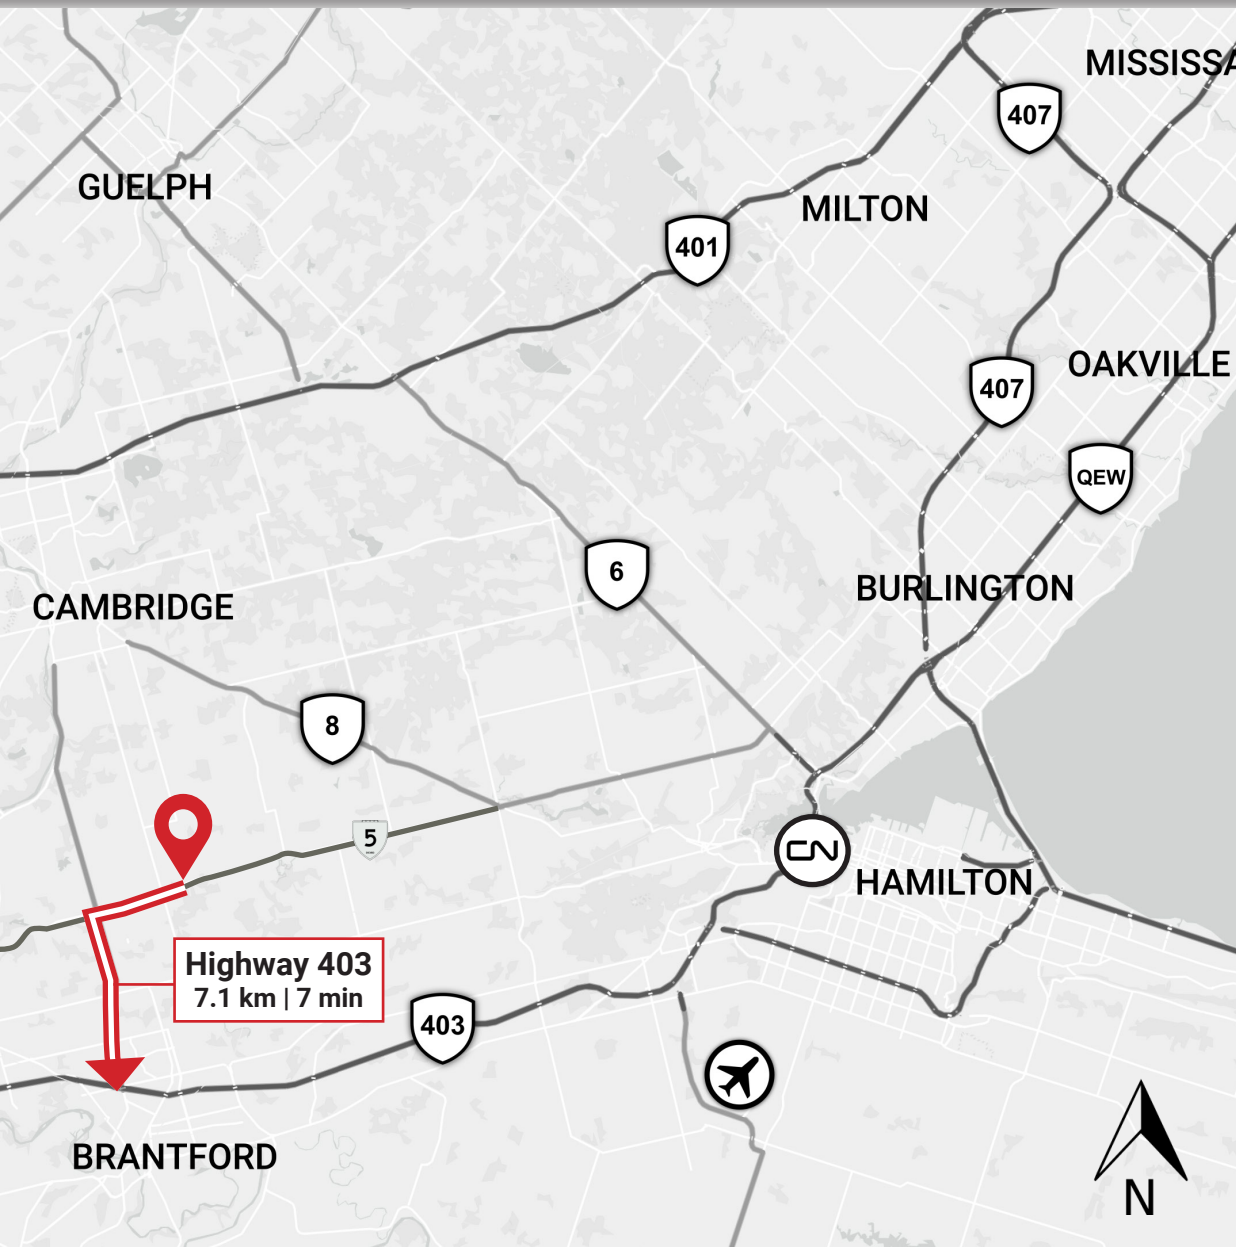 MISSISSA
407
GUELPH
MILTON
401
OAKVILLE
407
QEW
6
BURLINGTON
CAMBRIDGE
8
5
CN
HAMILTON
Highway 403
7.1 km | 7 min
403
BRANTFORD
N